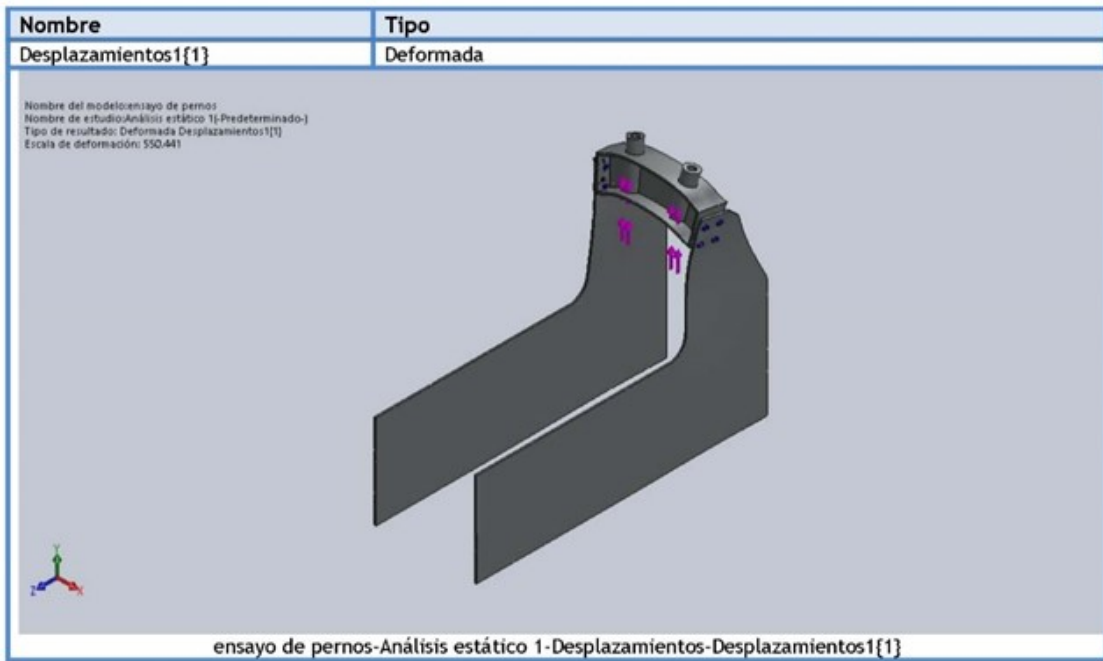 Nombre Tipo
Desplazamientos1{1} Deformada
Nombre del modelo:ensayo de pernos
Nombre de estudio:Análisis estático 1(-Predeterminado-)
Tipo de resultado: Deformada Desplazamientos1{1}
Escala de deformación: 550.441
Y
Z
X
ensayo de pernos-Análisis estático 1-Desplazamientos-Desplazamientos1{1}